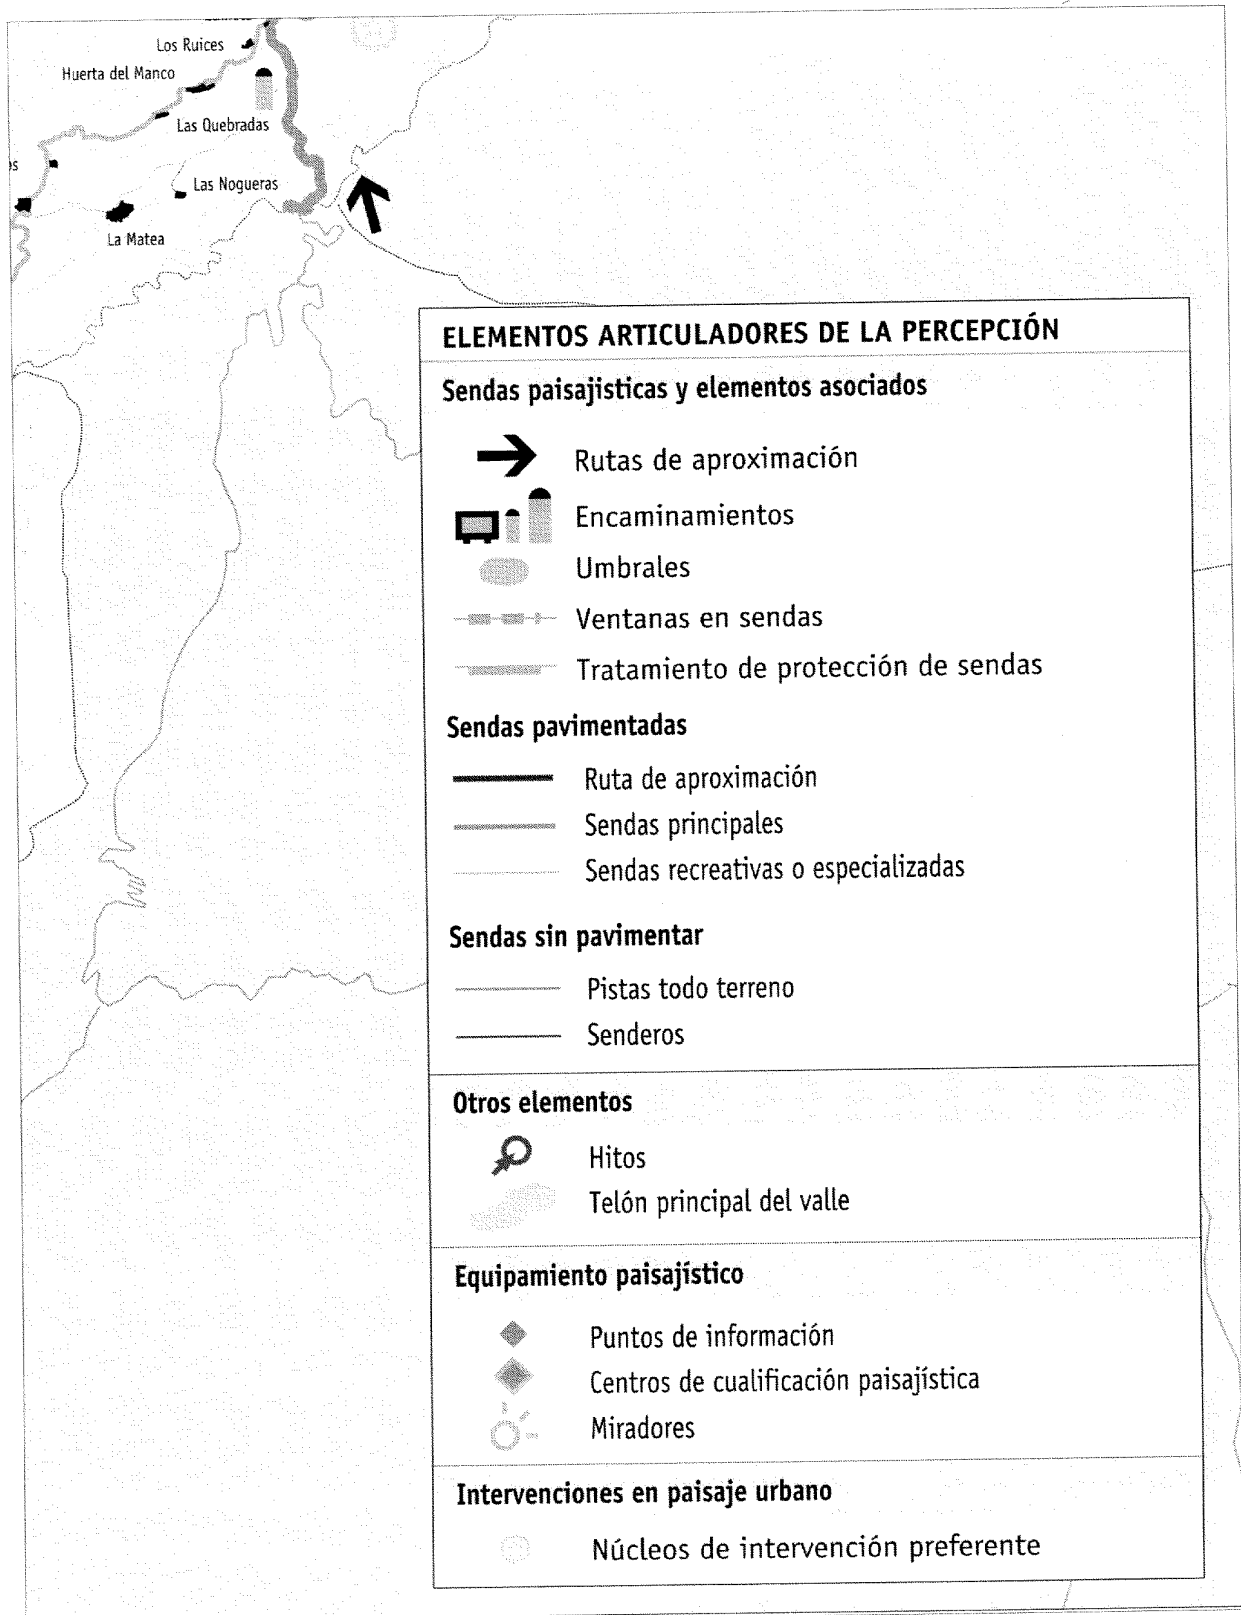 Los Ruices
Huerta del Manco
Las Quebradas
Las Nogueras
La Matea
ELEMENTOS ARTICULADORES DE LA PERCEPCIÓN
Sendas paisajisticas y elementos asociados
Rutas de aproximación
Encaminamientos
Umbrales
Ventanas en sendas
Tratamiento de protección de sendas
Sendas pavimentadas
Ruta de aproximación
Sendas principales
Sendas recreativas o especializadas
Sendas sin pavimentar
Pistas todo terreno
Senderos
Otros elementos
Hitos
Telón principal del valle
Equipamiento paisajístico
Puntos de información
Centros de cualificación paisajística
Miradores
Intervenciones en paisaje urbano
Núcleos de intervención preferente